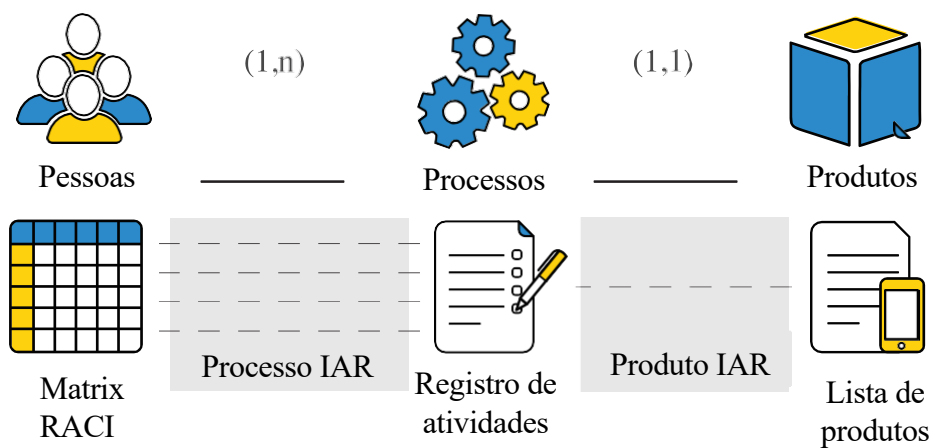 (1,n)
(1,1)
Pessoas
Processos
Produtos
Processo IAR
Produto IAR
Matrix
RACI
Registro de
atividades
Lista de
produtos